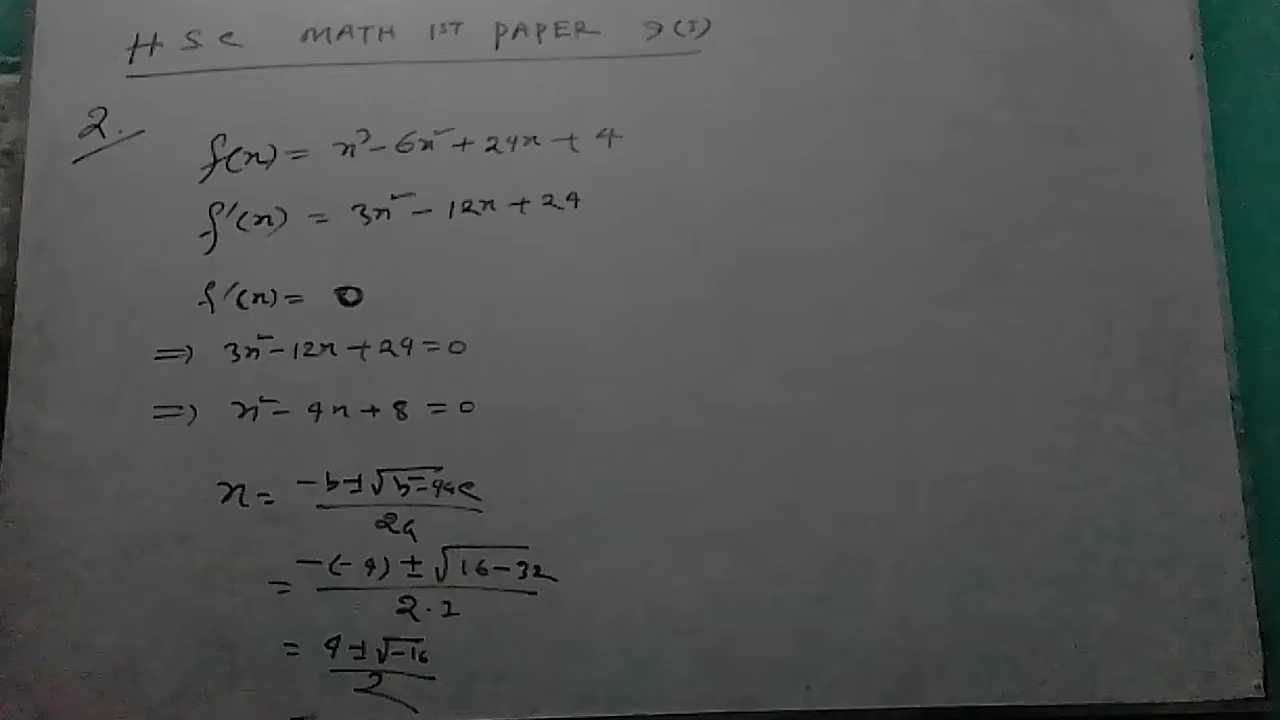 HSC MATH 1ST PAPER 9(J)
2.
f(x) = x³ - 6x² + 24x + 4
f'(x) = 3x² - 12x + 24
f'(x) = 0
⇒ 3x² - 12x + 24 = 0
⇒ x² - 4x + 8 = 0
x = (-b ± √(b² - 4ac)) / 2a
= (-(-4) ± √(16 - 32)) / 2.1
= (4 ± √-16) / 2